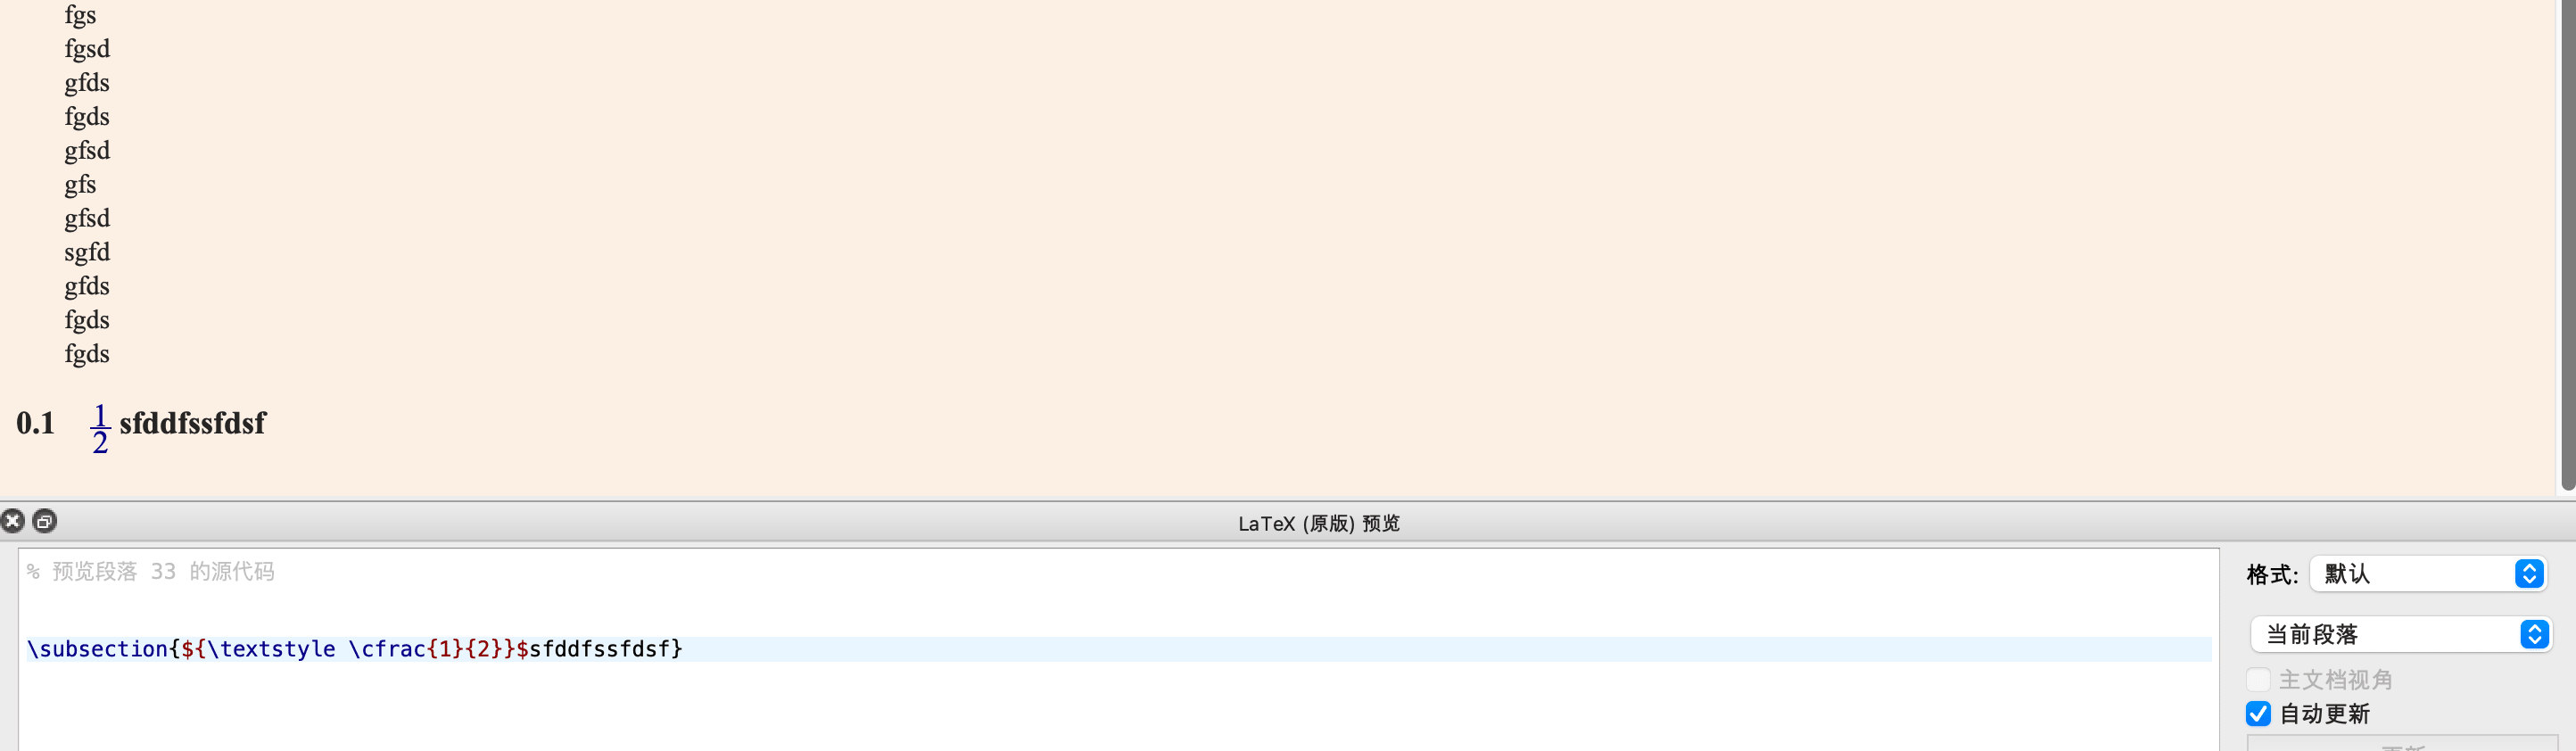 fgs
fgsd
gfds
fgds
gfsd
gfs
gfsd
sgfd
gfds
fgds
fgds
0.1 1/2 sfddfssfdsf
LaTeX (原版) 预览
% 预览段落 33 的源代码
格式: 默认
\subsection{${\textstyle \cfrac{1}{2}}$sfddfssfdsf}
当前段落
主文档视角
自动更新